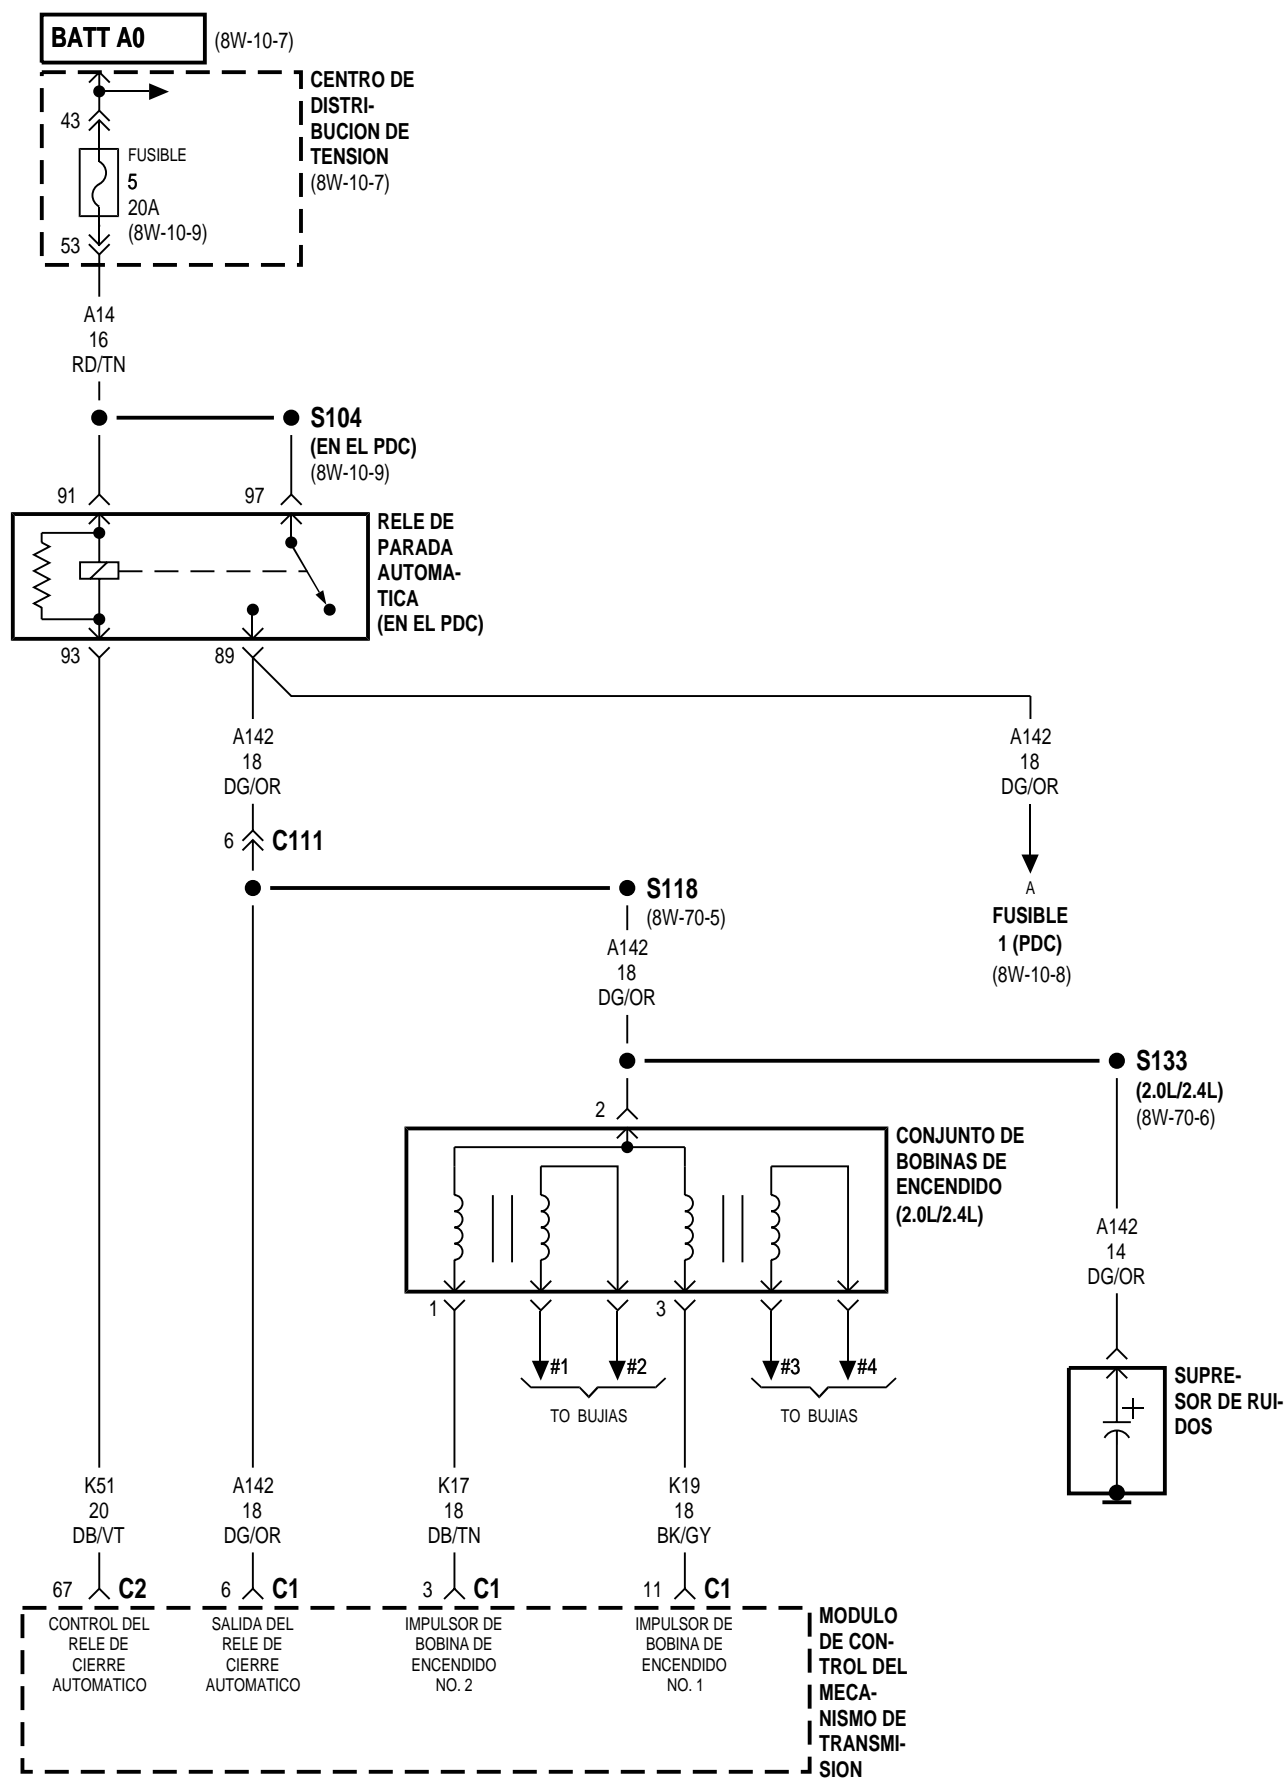 BATT A0
(8W-10-7)
CENTRO DE
DISTRI-
BUCION DE
TENSION
(8W-10-7)
43
FUSIBLE
5
20A
(8W-10-9)
53
A14
16
RD/TN
S104
(EN EL PDC)
(8W-10-9)
91
97
RELE DE
PARADA
AUTOMA-
TICA
(EN EL PDC)
93
89
A142
18
DG/OR
A142
18
DG/OR
6
C111
A
FUSIBLE
1 (PDC)
(8W-10-8)
S118
(8W-70-5)
A142
18
DG/OR
S133
(2.0L/2.4L)
(8W-70-6)
2
CONJUNTO DE
BOBINAS DE
ENCENDIDO
(2.0L/2.4L)
A142
14
DG/OR
1
3
#1
#2
#3
#4
TO BUJIAS
TO BUJIAS
SUPRE-
SOR DE RUI-
DOS
K51
20
DB/VT
A142
18
DG/OR
K17
18
DB/TN
K19
18
BK/GY
67
C2
6
C1
3
C1
11
C1
CONTROL DEL
RELE DE
CIERRE
AUTOMATICO
SALIDA DEL
RELE DE
CIERRE
AUTOMATICO
IMPULSOR DE
BOBINA DE
ENCENDIDO
NO. 2
IMPULSOR DE
BOBINA DE
ENCENDIDO
NO. 1
MODULO
DE CON-
TROL DEL
MECA-
NISMO DE
TRANSMI-
SION